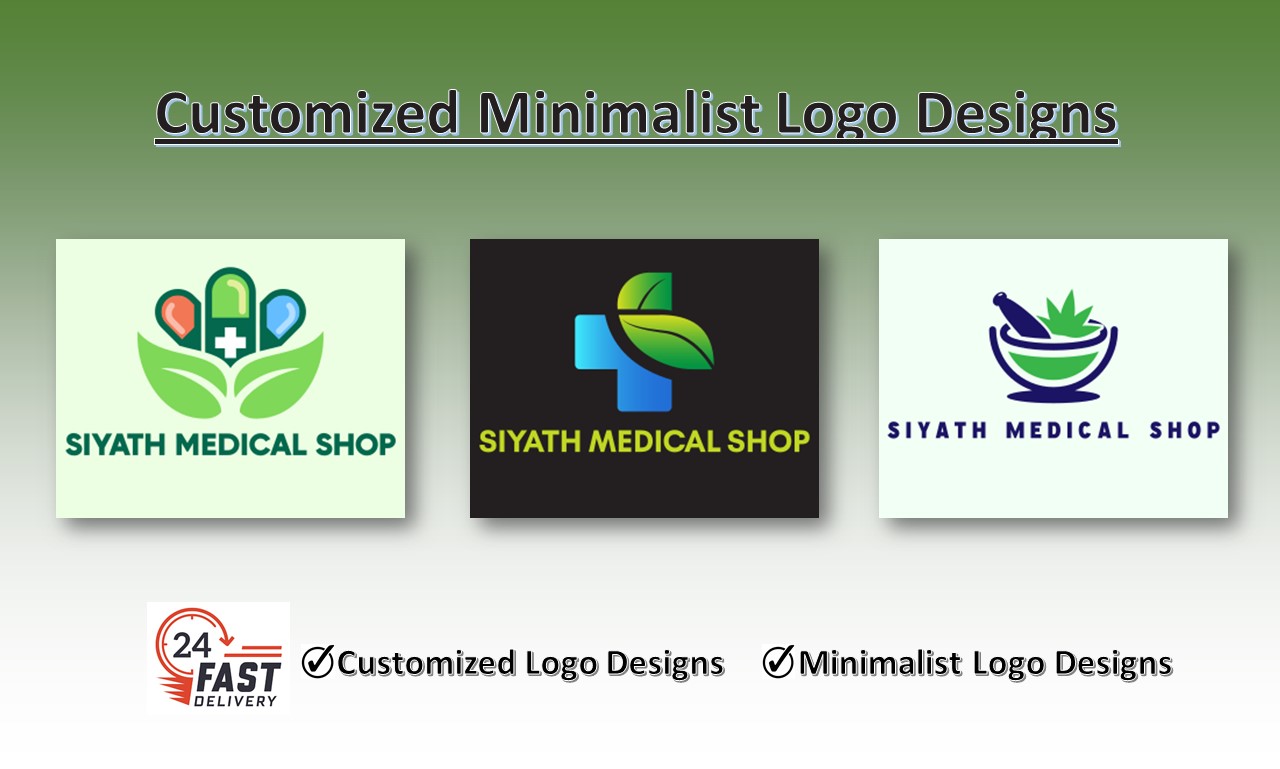 Customized Minimalist Logo Designs
SIYATH MEDICAL SHOP
SIYATH MEDICAL SHOP
SIYATH MEDICAL SHOP
24
FAST
DELIVERY
Customized Logo Designs
Minimalist Logo Designs